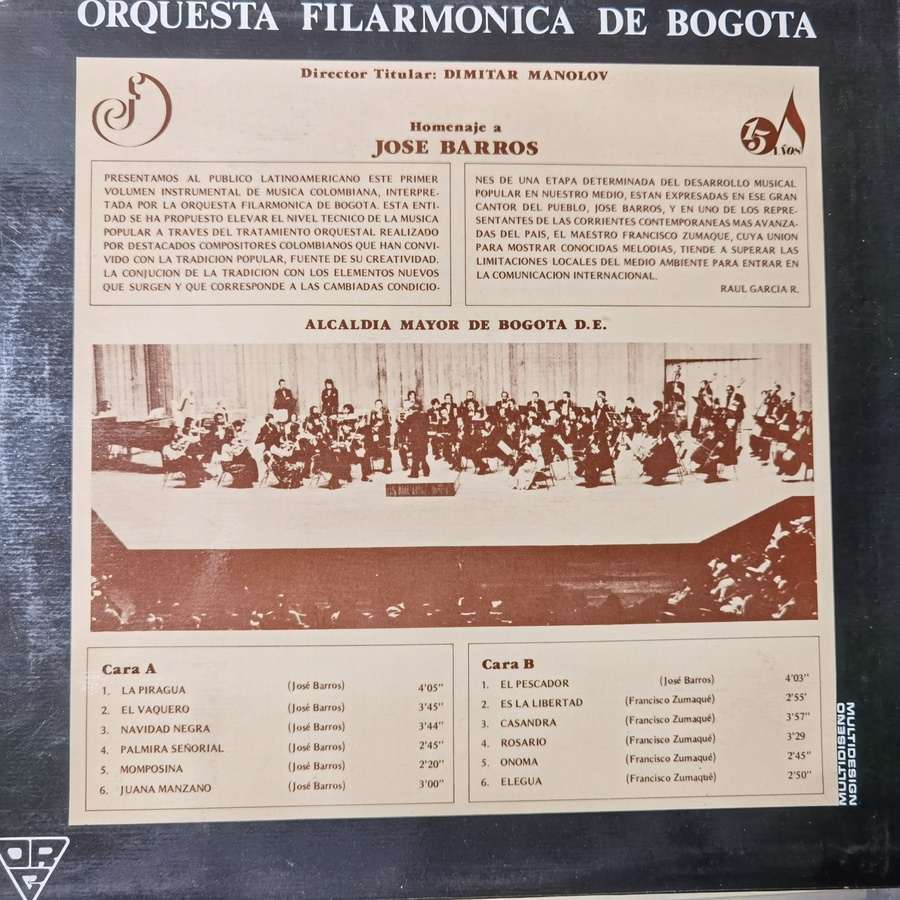 ORQUESTA FILARMONICA DE BOGOTA
Director Titular: DIMITAR MANOLOV
Homenaje a
JOSE BARROS
15 AÑOS
PRESENTAMOS AL PUBLICO LATINOAMERICANO ESTE PRIMER
VOLUMEN INSTRUMENTAL DE MUSICA COLOMBIANA, INTERPRE-
TADA POR LA ORQUESTA FILARMONICA DE BOGOTA. ESTA ENTI-
DAD SE HA PROPUESTO ELEVAR EL NIVEL TECNICO DE LA MUSICA
POPULAR A TRAVES DEL TRATAMIENTO ORQUESTAL REALIZADO
POR DESTACADOS COMPOSITORES COLOMBIANOS QUE HAN CONVI-
VIDO CON LA TRADICION POPULAR, FUENTE DE SU CREATIVIDAD.
LA CONJUCION DE LA TRADICION CON LOS ELEMENTOS NUEVOS
QUE SURGEN Y QUE CORRESPONDE A LAS CAMBIADAS CONDICIO-
NES DE UNA ETAPA DETERMINADA DEL DESARROLLO MUSICAL
POPULAR EN NUESTRO MEDIO, ESTAN EXPRESADAS EN ESE GRAN
CANTOR DEL PUEBLO, JOSE BARROS, Y EN UNO DE LOS REPRE-
SENTANTES DE LAS CORRIENTES CONTEMPORANEAS MAS AVANZA-
DAS DEL PAIS, EL MAESTRO FRANCISCO ZUMAQUE, CUYA UNION
PARA MOSTRAR CONOCIDAS MELODIAS, TIENDE A SUPERAR LAS
LIMITACIONES LOCALES DEL MEDIO AMBIENTE PARA ENTRAR EN
LA COMUNICACION INTERNACIONAL.
RAUL GARCIA R.
ALCALDIA MAYOR DE BOGOTA D.E.
Cara A
1. LA PIRAGUA (José Barros) 4'05"
2. EL VAQUERO (José Barros) 3'45"
3. NAVIDAD NEGRA (José Barros) 3'44"
4. PALMIRA SEÑORIAL (José Barros) 2'45"
5. MOMPOSINA (José Barros) 2'20"
6. JUANA MANZANO (José Barros) 3'00"
Cara B
1. EL PESCADOR (José Barros) 4'03"
2. ES LA LIBERTAD (Francisco Zumaqué) 2'55'
3. CASANDRA (Francisco Zumaqué) 3'57"
4. ROSARIO (Francisco Zumaqué) 3'29
5. ONOMA (Francisco Zumaqué) 2'45"
6. ELEGUA (Francisco Zumaqué) 2'50"
MULTIDISEÑO
MULTIDESIGN